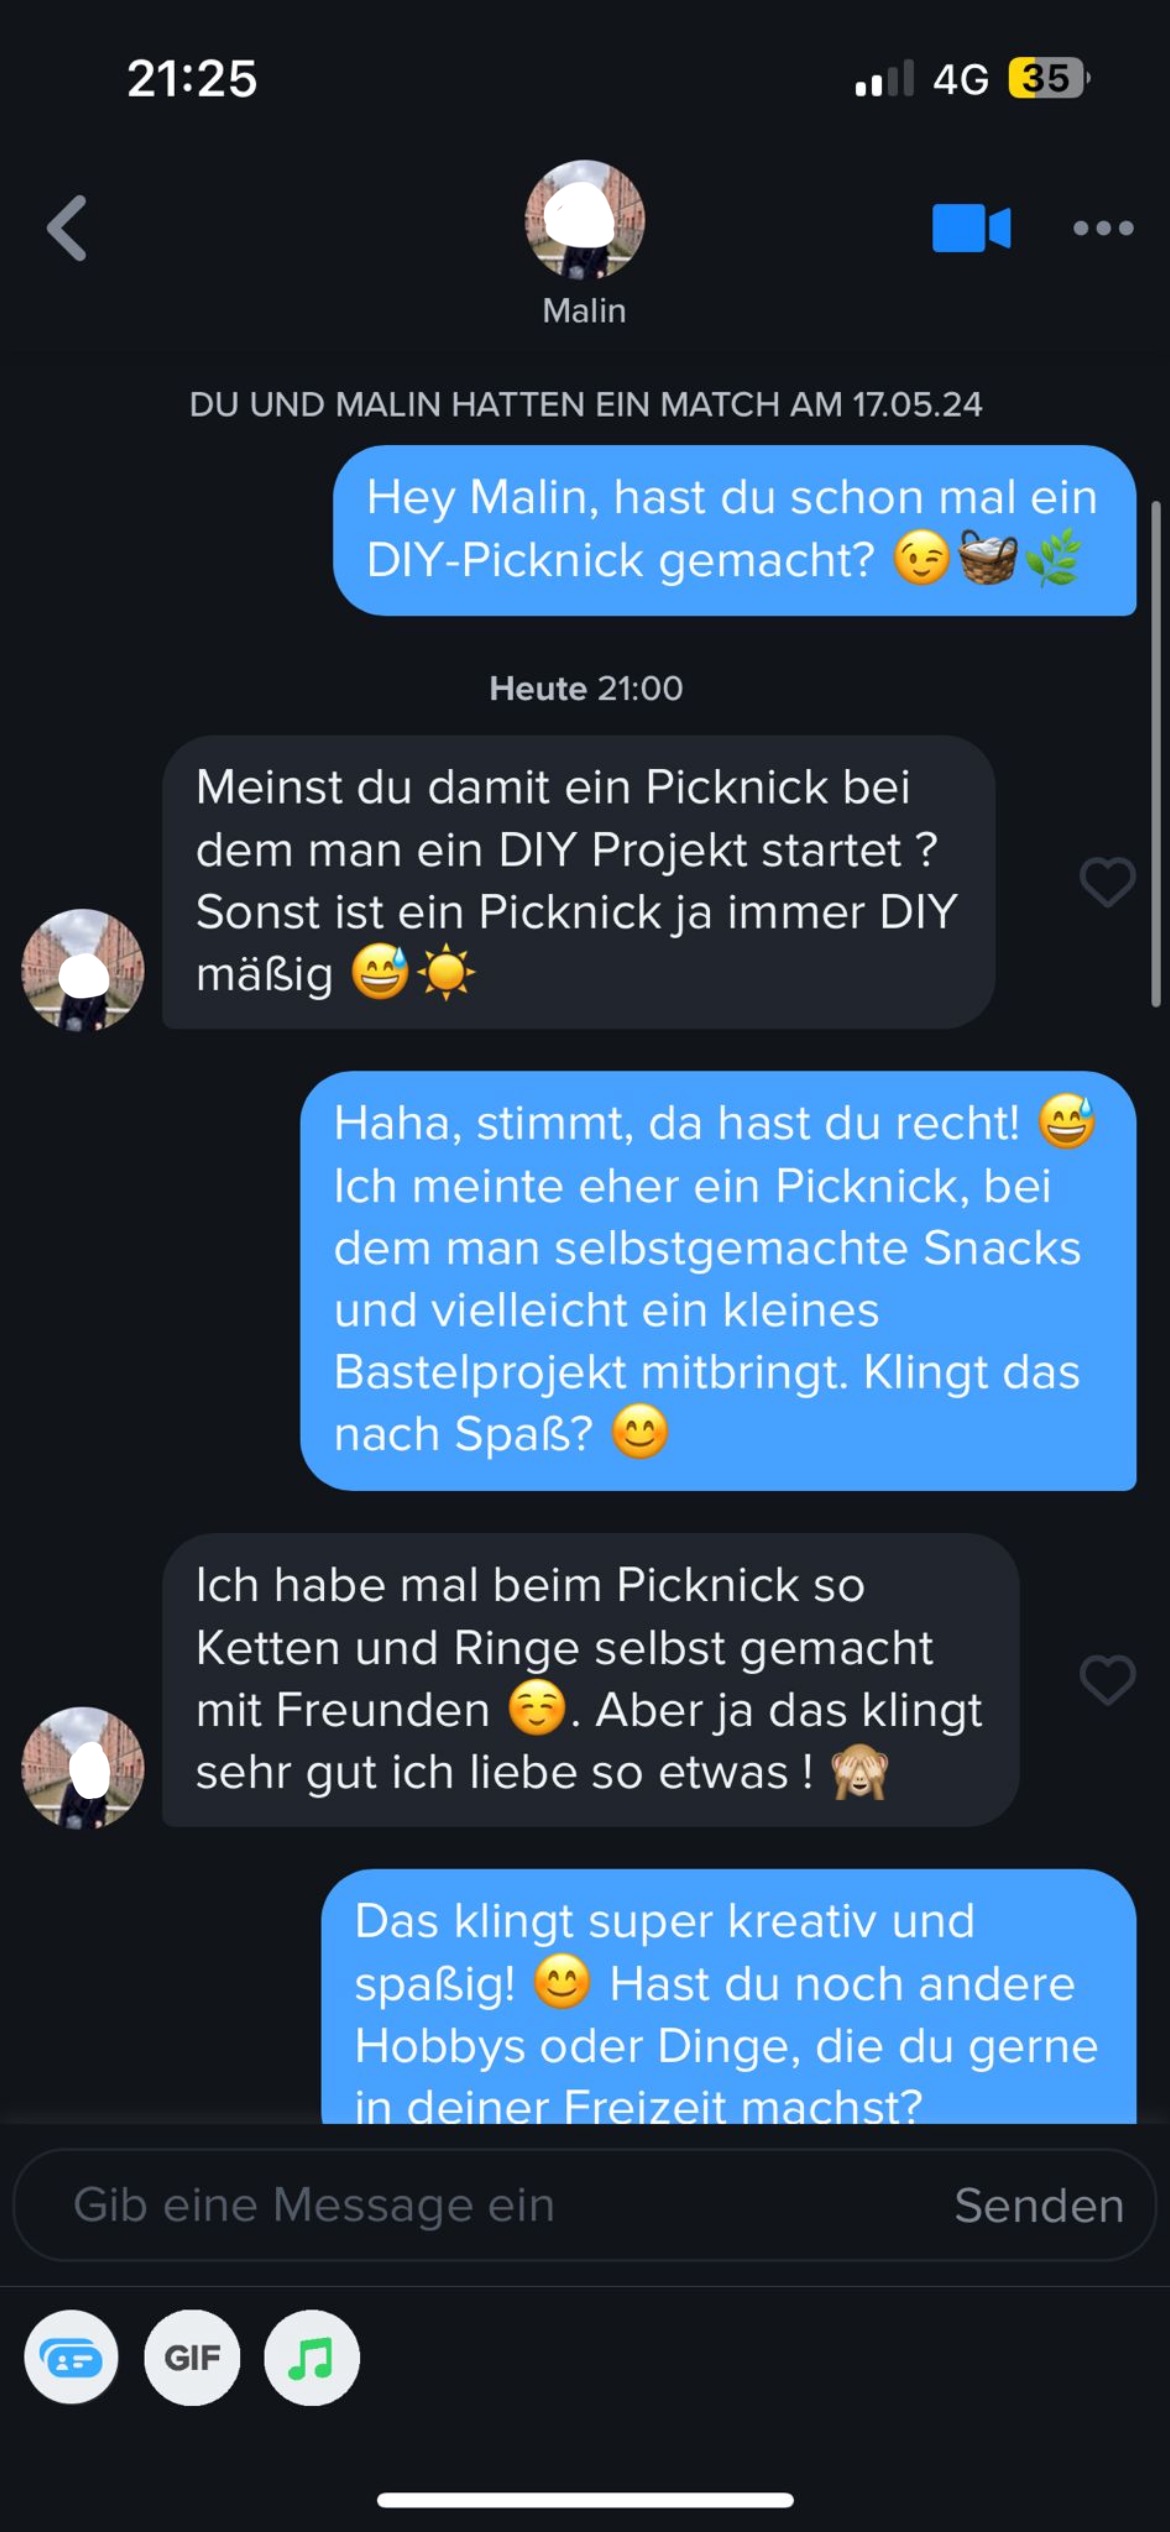 21:25
4G 35
Malin
DU UND MALIN HATTEN EIN MATCH AM 17.05.24
Hey Malin, hast du schon mal ein
DIY-Picknick gemacht? 😉🧺🌿
Heute 21:00
Meinst du damit ein Picknick bei
dem man ein DIY Projekt startet ?
Sonst ist ein Picknick ja immer DIY
mäßig 😅☀️
Haha, stimmt, da hast du recht! 😅
Ich meinte eher ein Picknick, bei
dem man selbstgemachte Snacks
und vielleicht ein kleines
Bastelprojekt mitbringt. Klingt das
nach Spaß? 😊
Ich habe mal beim Picknick so
Ketten und Ringe selbst gemacht
mit Freunden ☺️. Aber ja das klingt
sehr gut ich liebe so etwas ! 🙈
Das klingt super kreativ und
spaßig! 😊 Hast du noch andere
Hobbys oder Dinge, die du gerne
in deiner Freizeit machst?
Gib eine Message ein
Senden
GIF